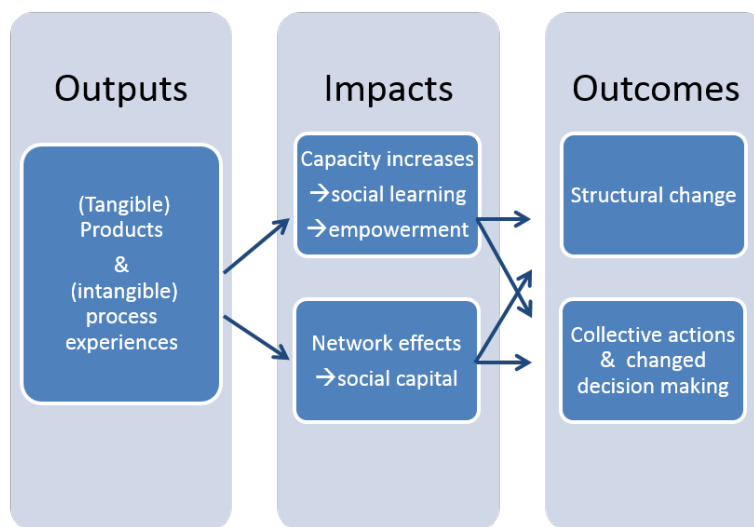 Outputs
(Tangible)
Products
&
(intangible)
process
experiences
Impacts
Capacity increases
→social learning
→empowerment
Network effects
→social capital
Outcomes
Structural change
Collective actions
& changed
decision making